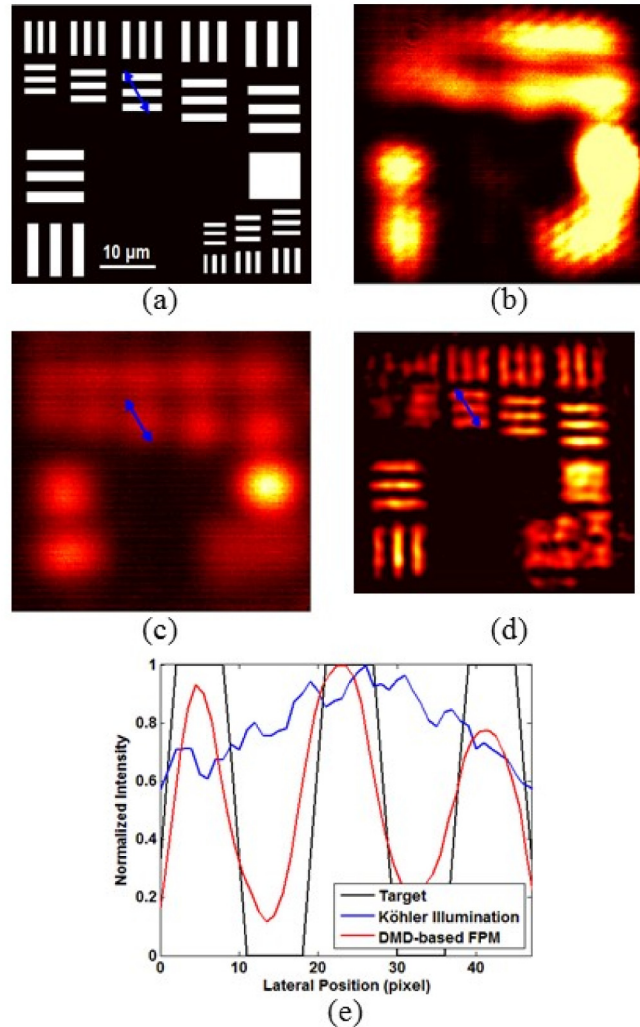 10 μm
(a)
(b)
(c)
(d)
Normalized Intensity
1
0.8
0.6
0.4
0.2
0
0
10
20
30
40
Target
Köhler Illumination
DMD-based FPM
Lateral Position (pixel)
(e)